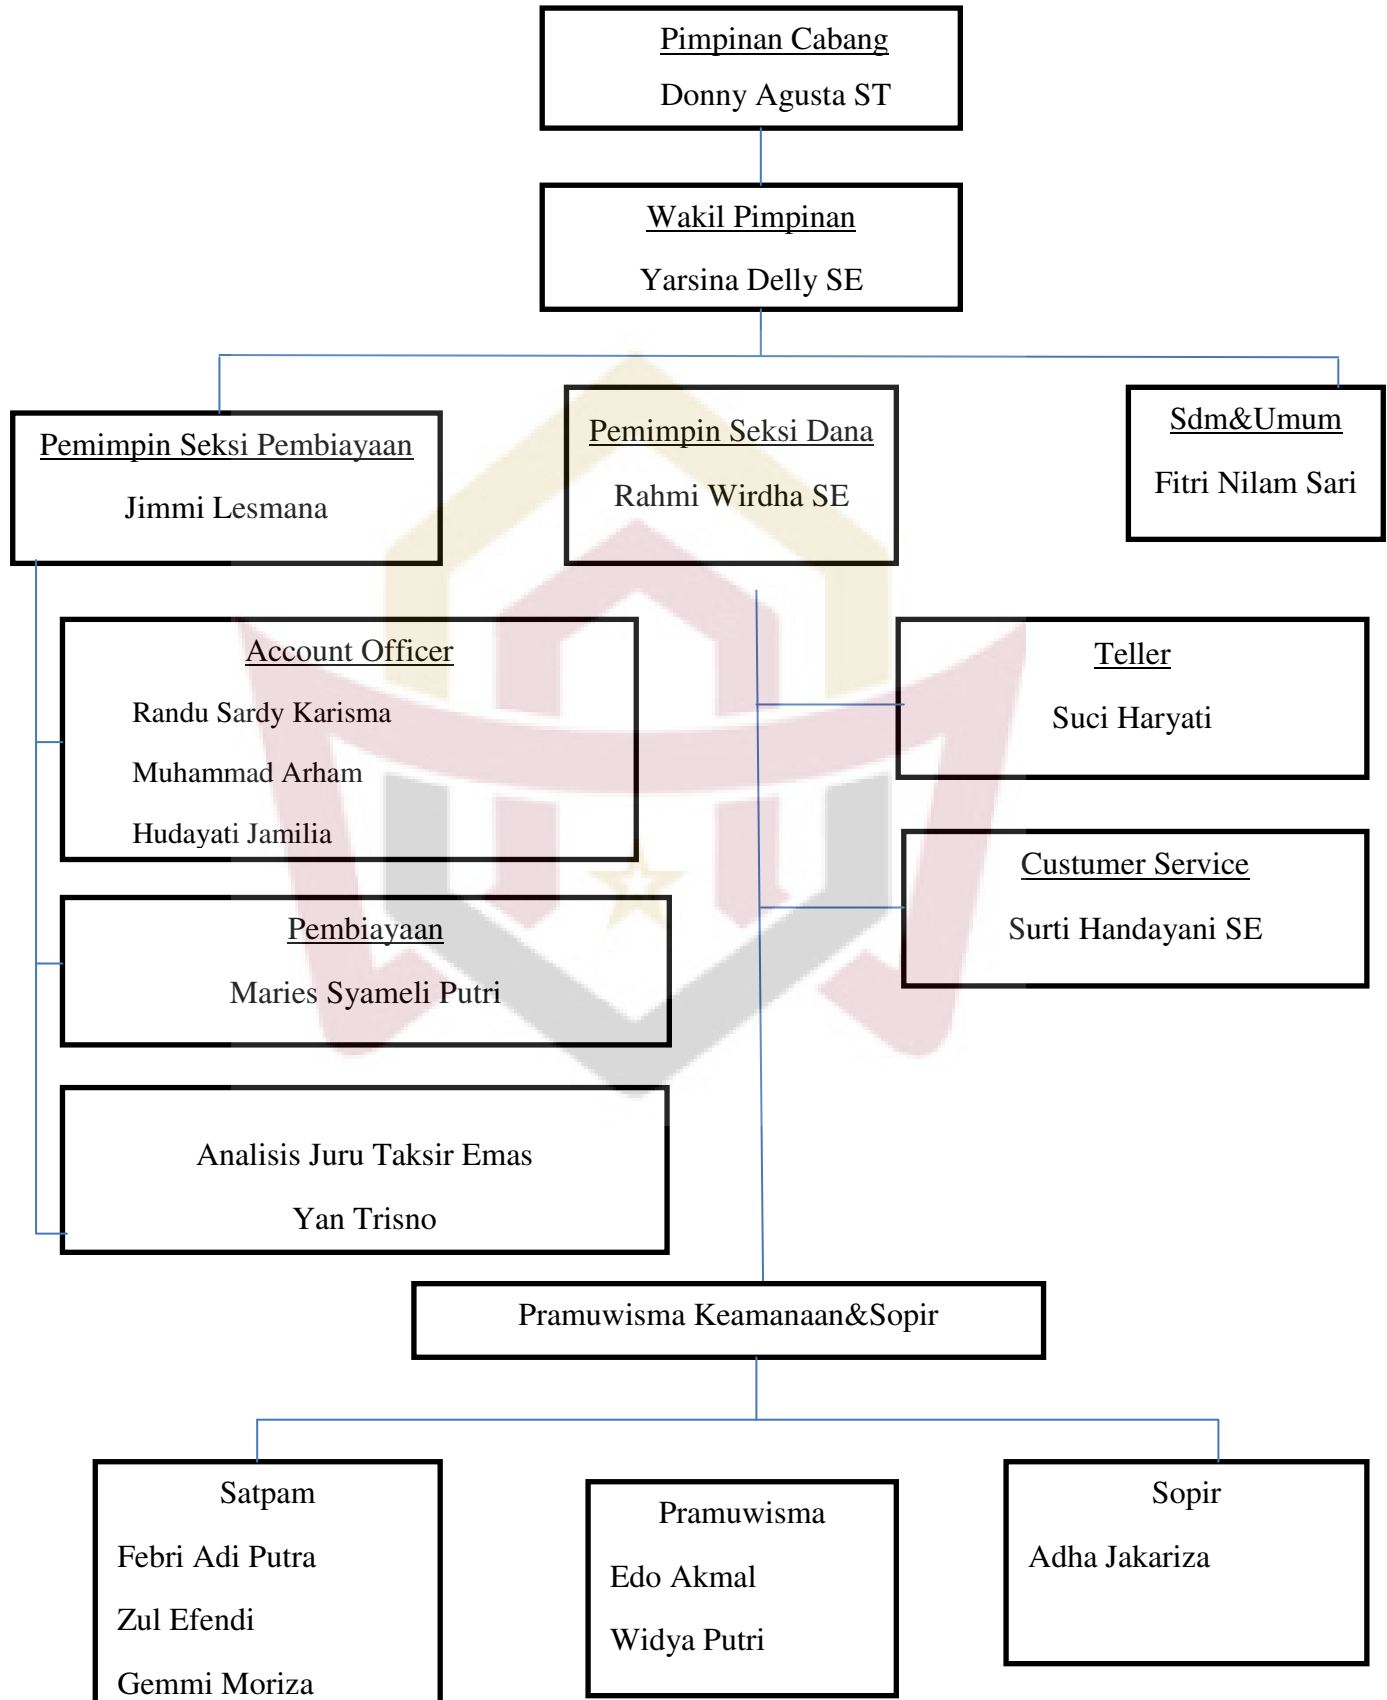 Pimpinan Cabang
Donny Agusta ST
Wakil Pimpinan
Yarsina Delly SE
Pemimpin Seksi Pembiayaan
Jimmi Lesmana
Pemimpin Seksi Dana
Rahmi Wirdha SE
Sdm&Umum
Fitri Nilam Sari
Account Officer
Randu Sardy Karisma
Muhammad Arham
Hudayati Jamilia
Teller
Suci Haryati
Custumer Service
Surti Handayani SE
Pembiayaan
Maries Syameli Putri
Analisis Juru Taksir Emas
Yan Trisno
Pramuwisma Keamanaan&Sopir
Satpam
Febri Adi Putra
Zul Efendi
Gemmi Moriza
Pramuwisma
Edo Akmal
Widya Putri
Sopir
Adha Jakariza